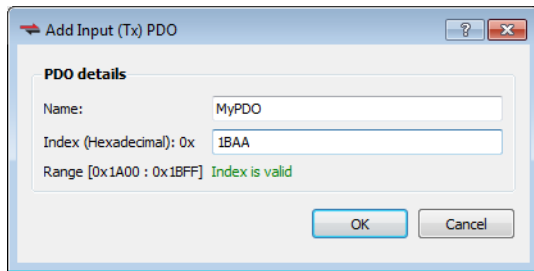 Add Input (Tx) PDO
PDO details
Name: MyPDO
Index (Hexadecimal): 0x 1BAA
Range [0x1A00 : 0x1BFF] Index is valid
OK Cancel